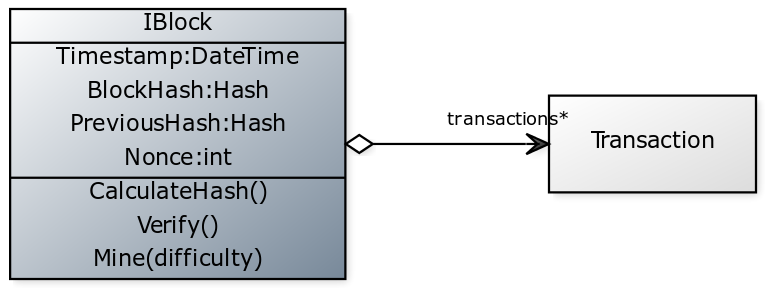 IBlock
Timestamp:DateTime
BlockHash:Hash
PreviousHash:Hash
Nonce:int
CalculateHash()
Verify()
Mine(difficulty)
transactions*
Transaction